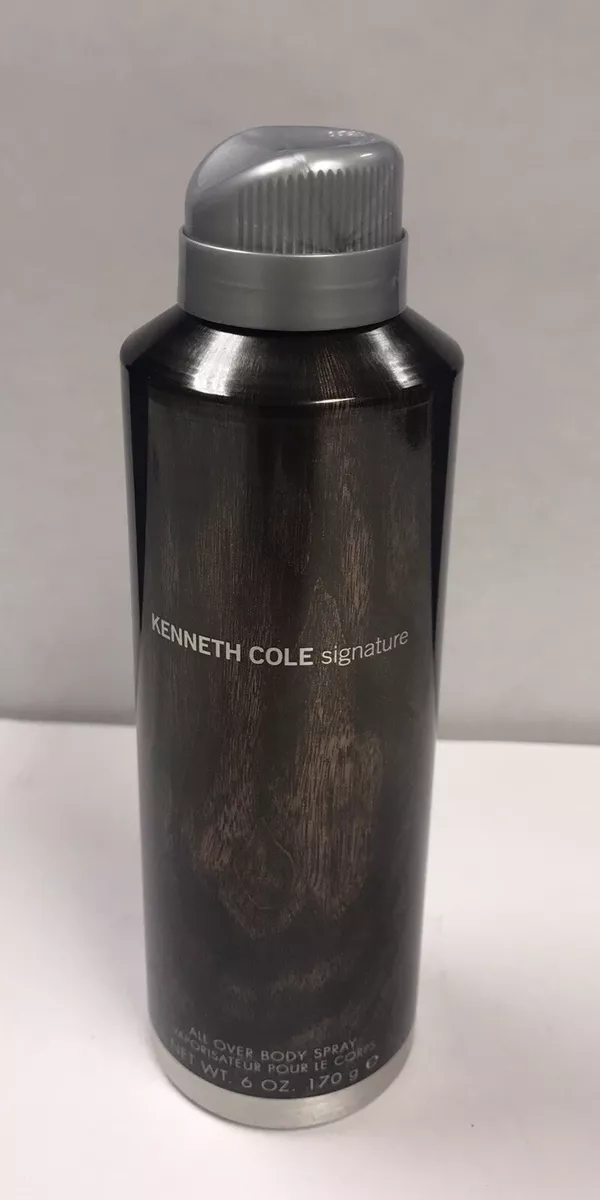 KENNETH COLE signature
ALL OVER BODY SPRAY
VAPORISATEUR POUR LE CORPS
NET WT. 6 OZ. 170 g ℮